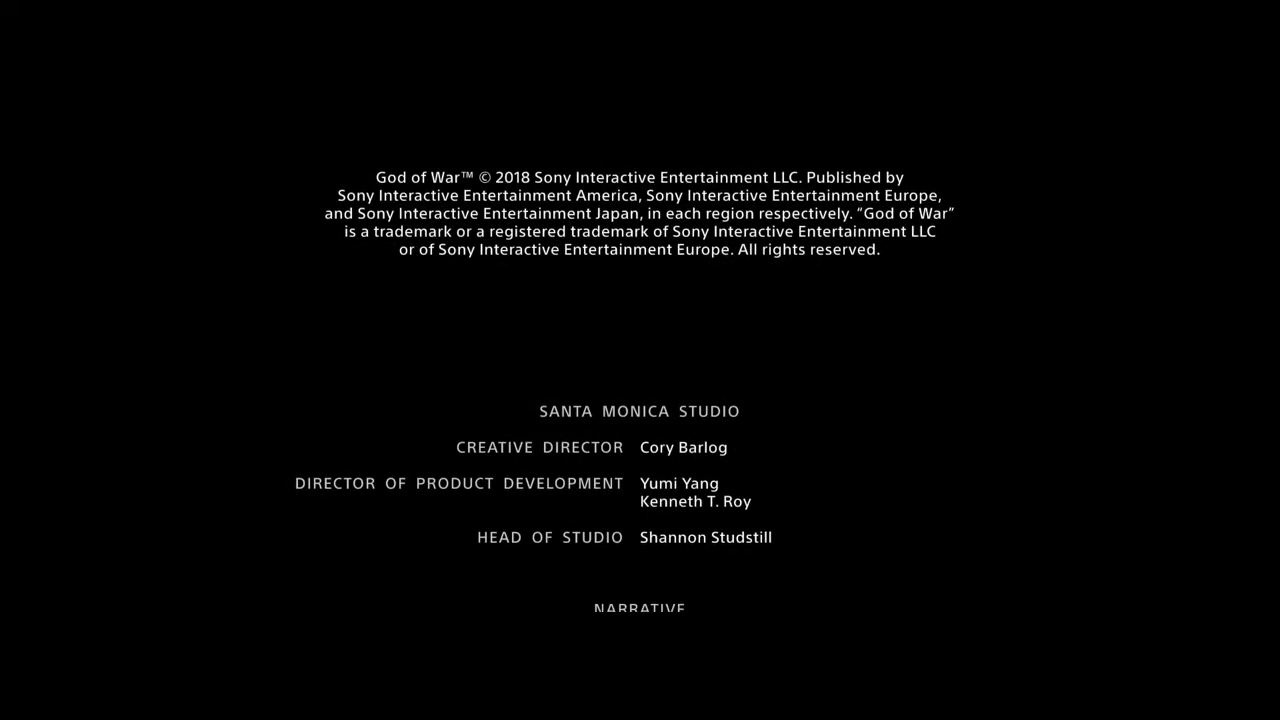 God of War™ © 2018 Sony Interactive Entertainment LLC. Published by
Sony Interactive Entertainment America, Sony Interactive Entertainment Europe,
and Sony Interactive Entertainment Japan, in each region respectively. “God of War”
is a trademark or a registered trademark of Sony Interactive Entertainment LLC
or of Sony Interactive Entertainment Europe. All rights reserved.
SANTA MONICA STUDIO
CREATIVE DIRECTOR Cory Barlog
DIRECTOR OF PRODUCT DEVELOPMENT Yumi Yang
Kenneth T. Roy
HEAD OF STUDIO Shannon Studstill
NARRATIVE